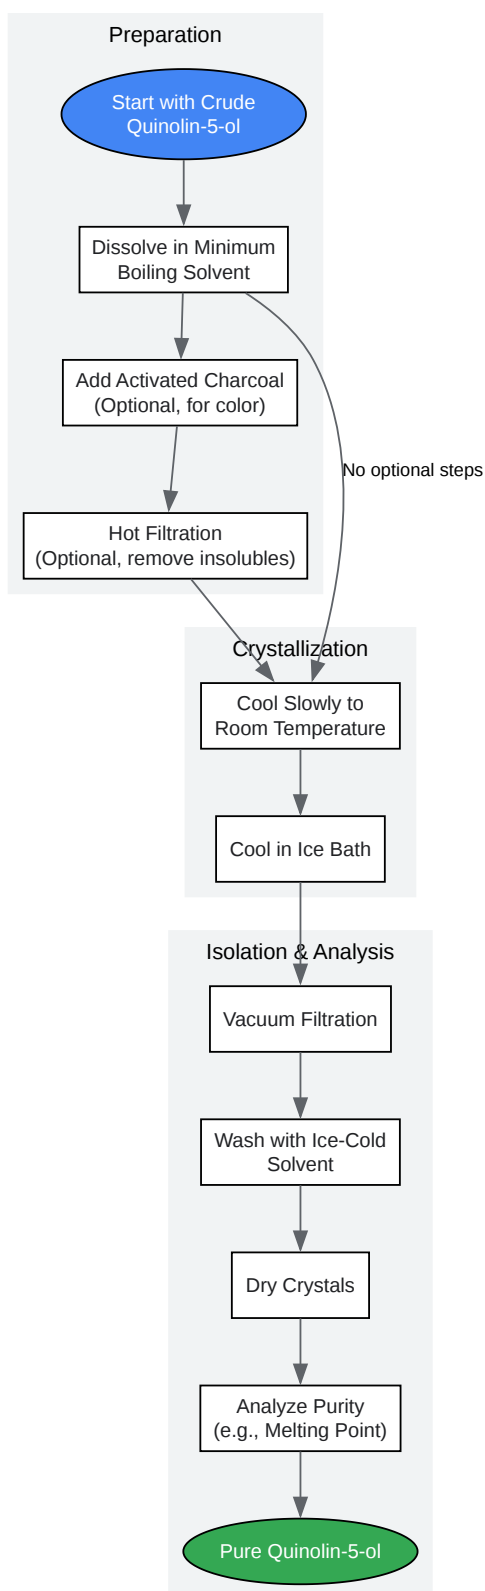 Preparation
Start with Crude
Quinolin-5-ol
Dissolve in Minimum
Boiling Solvent
Add Activated Charcoal
(Optional, for color)
No optional steps
Hot Filtration
(Optional, remove insolubles)
Crystallization
Cool Slowly to
Room Temperature
Cool in Ice Bath
Isolation & Analysis
Vacuum Filtration
Wash with Ice-Cold
Solvent
Dry Crystals
Analyze Purity
(e.g., Melting Point)
Pure Quinolin-5-ol